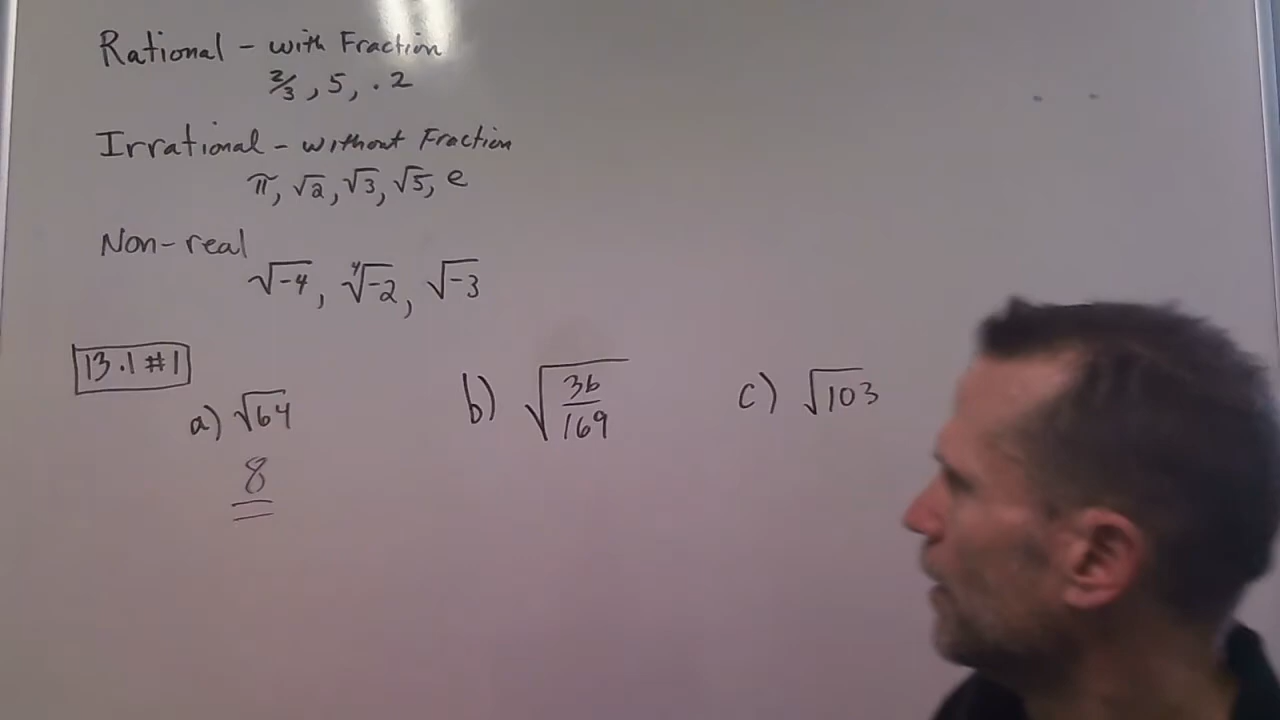 Rational - with Fraction
2/3, 5, .2
Irrational - without Fraction
π, √2, √3, √5, e
Non-real
√-4, ∜-2, √-3
13.1 #1
a) √64 b) √36/169 c) √103
8